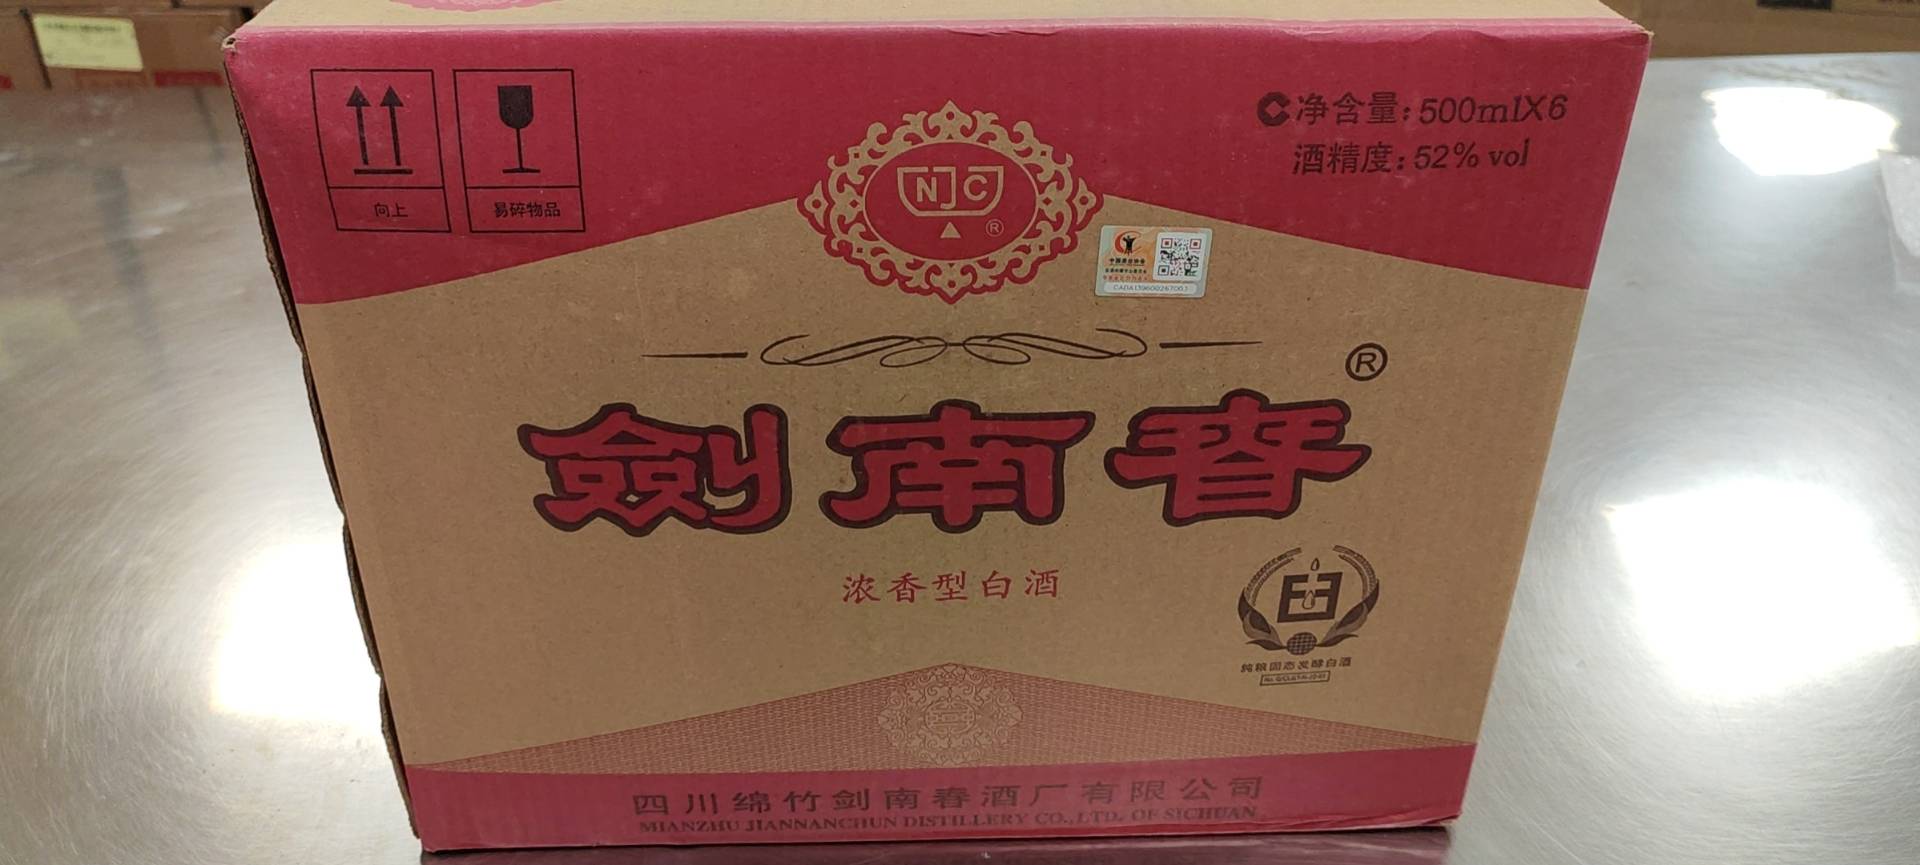 净含量:500mlX6
酒精度:52% vol
向上
易碎物品
NJC
®
®
劍南春
浓香型白酒
纯粮固态发酵白酒
四川绵竹剑南春酒厂有限公司
MIANZHU JIANNANCHUN DISTILLERY CO.,LTD. OF SICHUAN